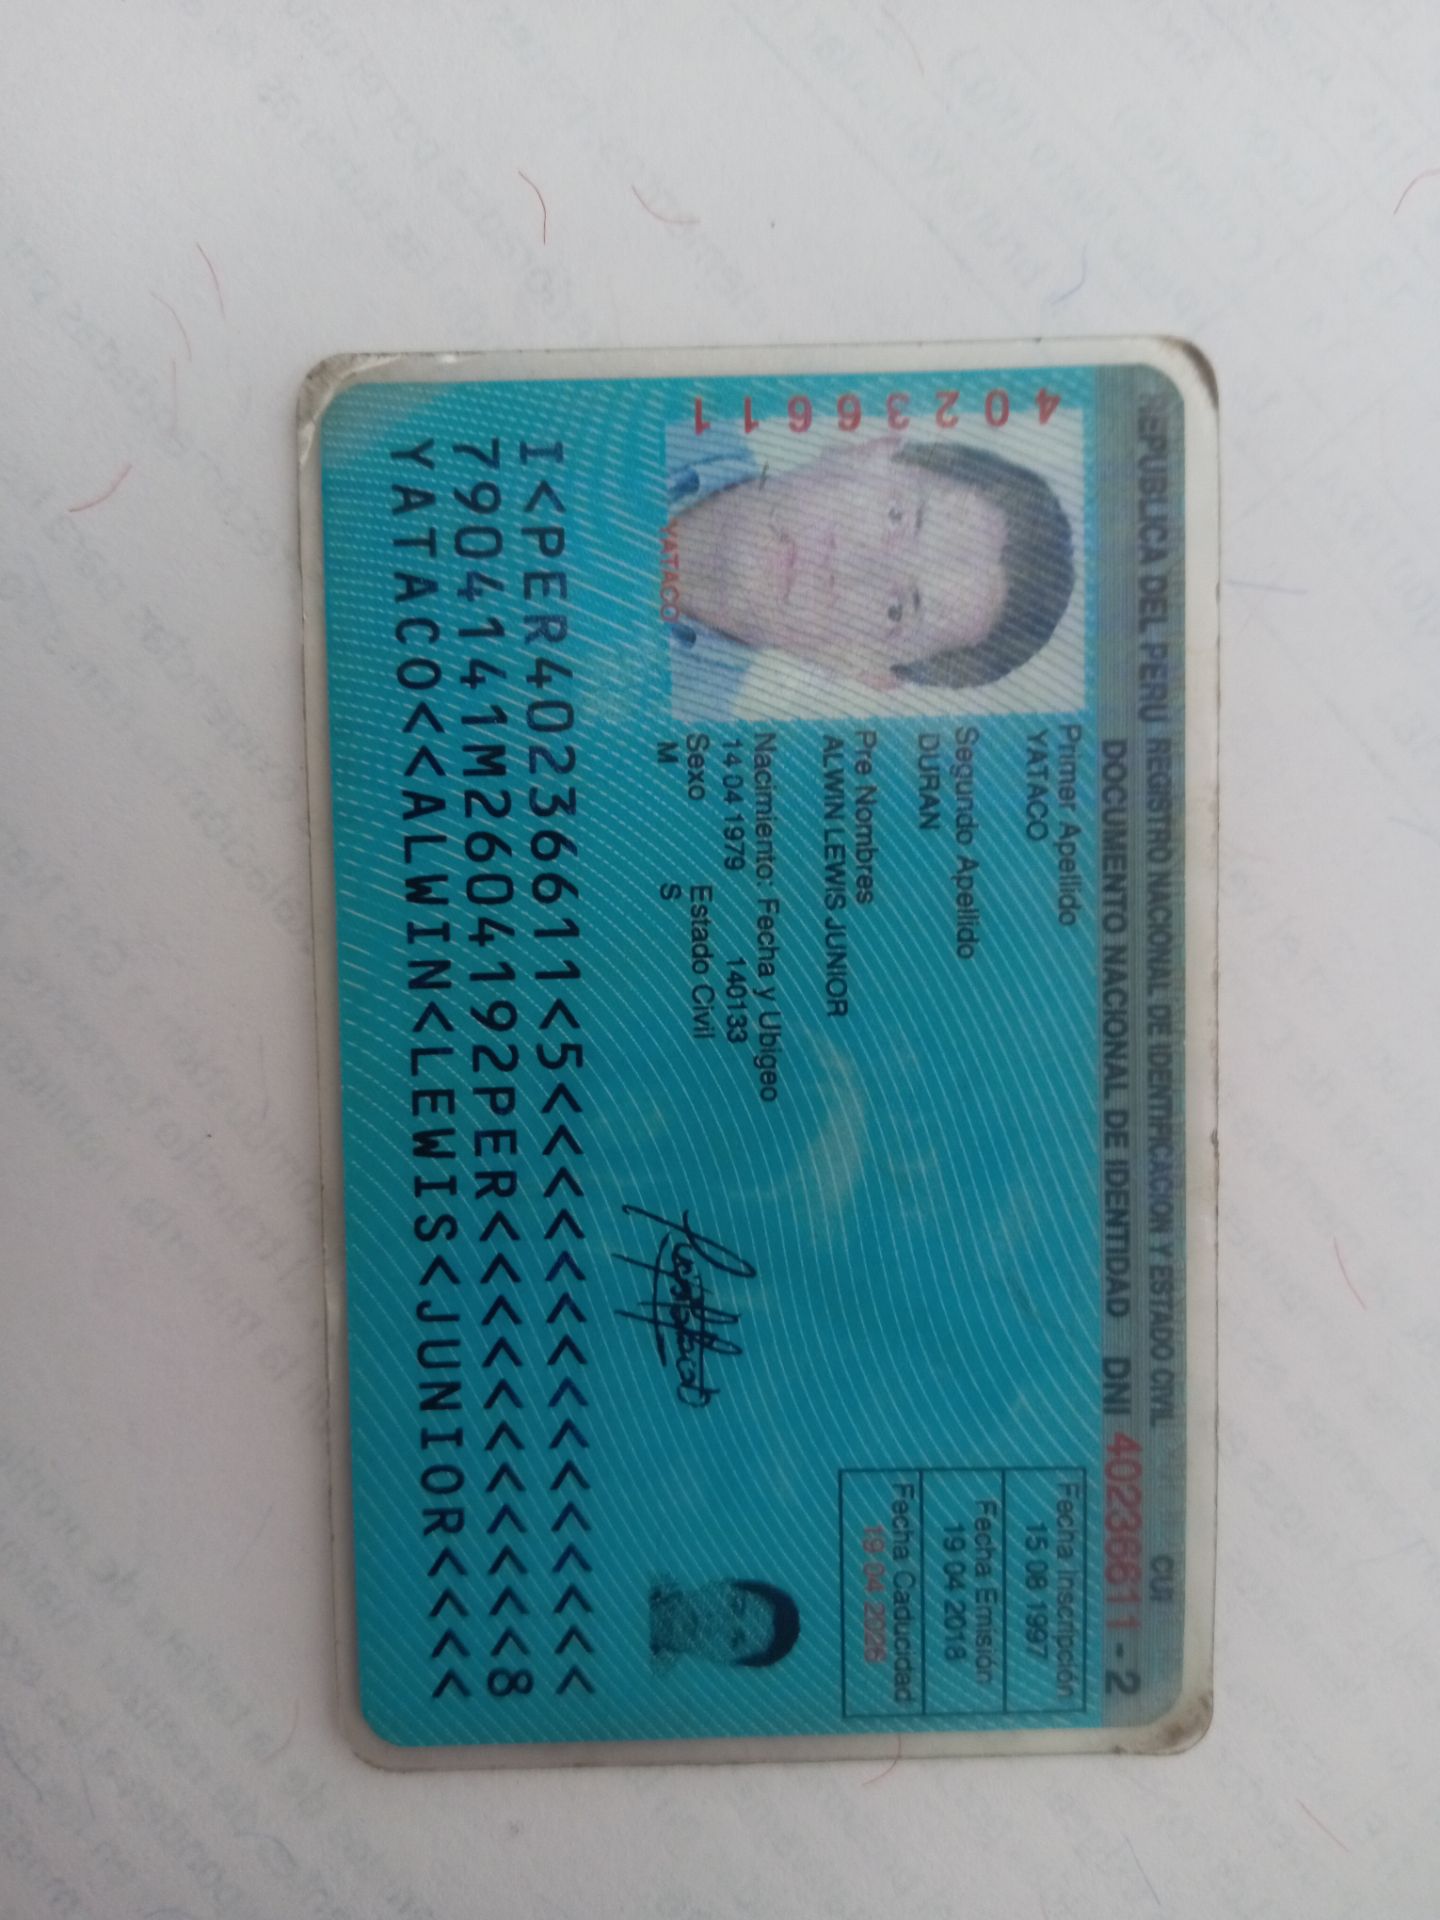 REPUBLICA DEL PERU REGISTRO NACIONAL DE IDENTIFICACION Y ESTADO CIVIL
CUI
DOCUMENTO NACIONAL DE IDENTIDAD DNI 40236611 - 2
40236611
YATACO
Primer Apellido
YATACO
Segundo Apellido
DURAN
Pre Nombres
ALWIN LEWIS JUNIOR
Nacimiento: Fecha y Ubigeo
14 04 1979 140133
Sexo Estado Civil
M S
Fecha Inscripción
15 08 1997
Fecha Emisión
19 04 2018
Fecha Caducidad
19 04 2026
I<PER40236611<5<<<<<<<<<<<<<<<
7904141M2604192PER<<<<<<<<<<<8
YATACO<<ALWIN<LEWIS<JUNIOR<<<<